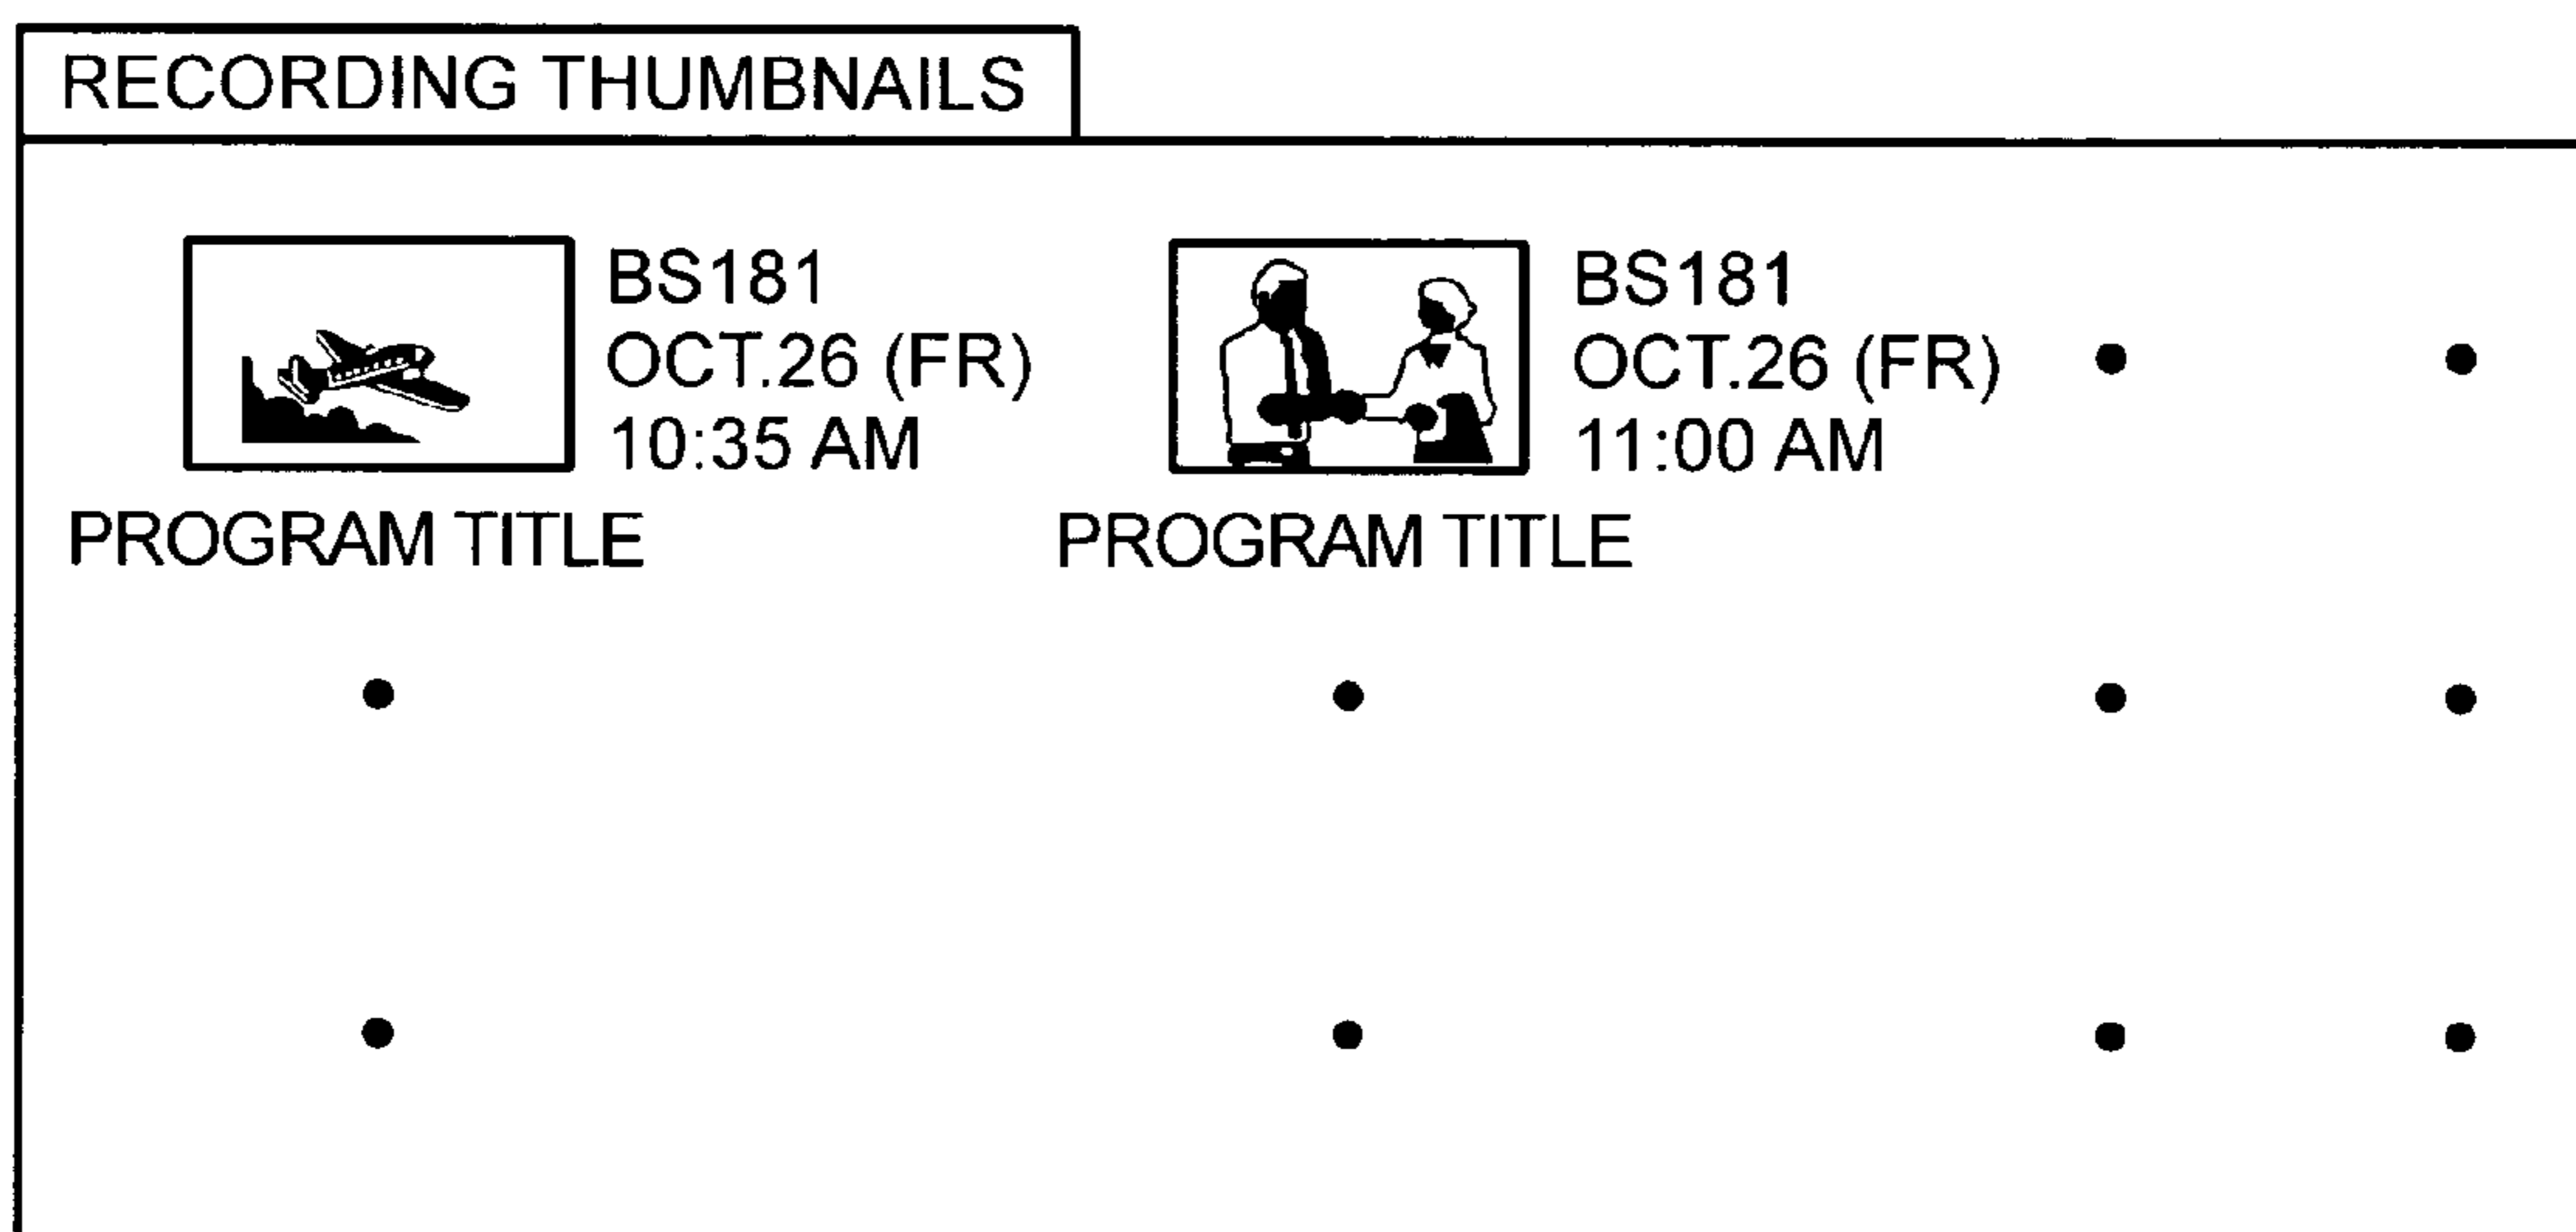 RECORDING THUMBNAILS
BS181
OCT.26 (FR)
10:35 AM
PROGRAM TITLE
BS181
OCT.26 (FR)
11:00 AM
PROGRAM TITLE